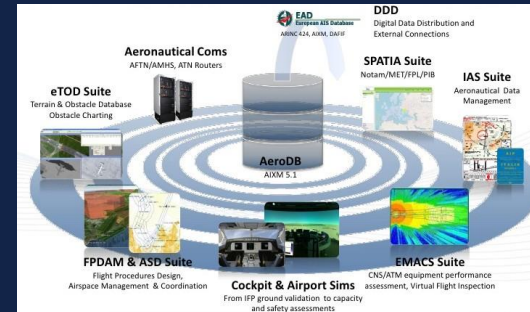 EAD
European AIS Database
ARINC 424, AIXM, DAFIF
DDD
Digital Data Distribution and
External Connections
Aeronautical Coms
AFTN/AMHS, ATN Routers
SPATIA Suite
Notam/MET/FPL/PIB
IAS Suite
Aeronautical Data
Management
eTOD Suite
Terrain & Obstacle Database
Obstacle Charting
AeroDB
AIXM 5.1
FPDAM & ASD Suite
Flight Procedures Design,
Airspace Management & Coordination
Cockpit & Airport Sims
From IFP ground validation to capacity
and safety assessments
EMACS Suite
CNS/ATM equipment performance
assessment, Virtual Flight Inspection